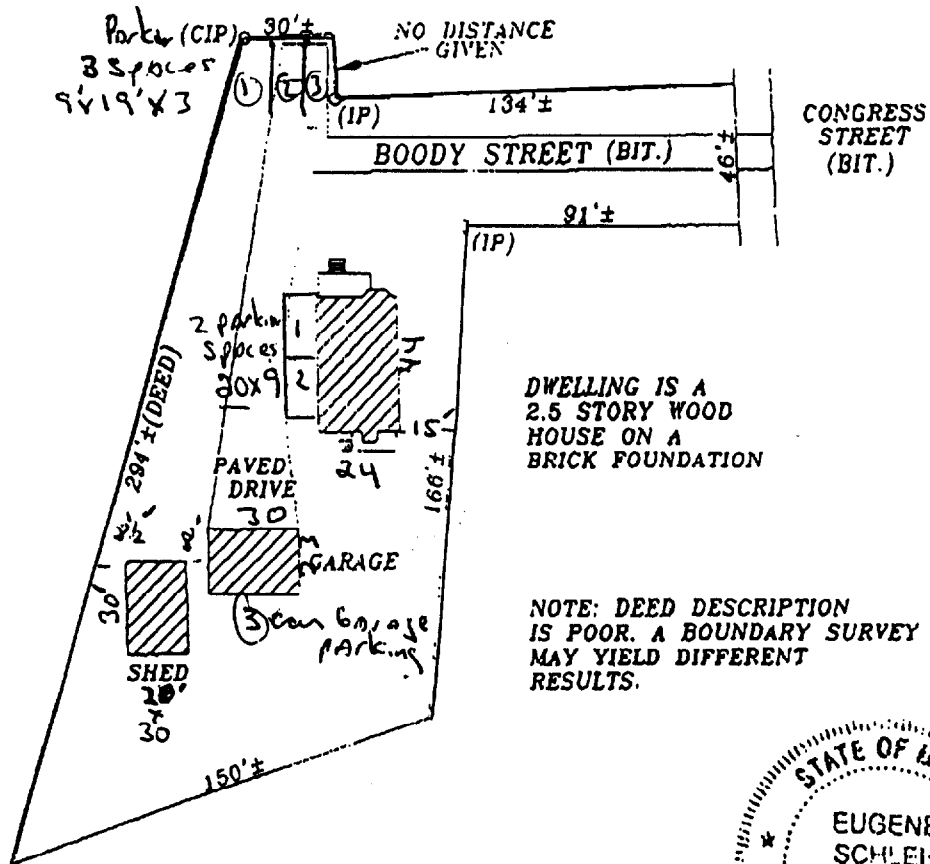 30'±
Parkin (CIP)
3 Spaces
9'x19'x3
1 2 3
NO DISTANCE
GIVEN
(IP)
134'±
CONGRESS
STREET
(BIT.)
BOODY STREET (BIT.)
46'±
91'±
(IP)
2 parkin
Spaces
20x9
1
2
44
15
24
294'±(DEED)
166'±
DWELLING IS A
2.5 STORY WOOD
HOUSE ON A
BRICK FOUNDATION
PAVED
DRIVE
30
GARAGE
8'
30'
3 car Garage
parking
SHED
20'
x
30
NOTE: DEED DESCRIPTION
IS POOR. A BOUNDARY SURVEY
MAY YIELD DIFFERENT
RESULTS.
150'±
STATE OF
EUGENE